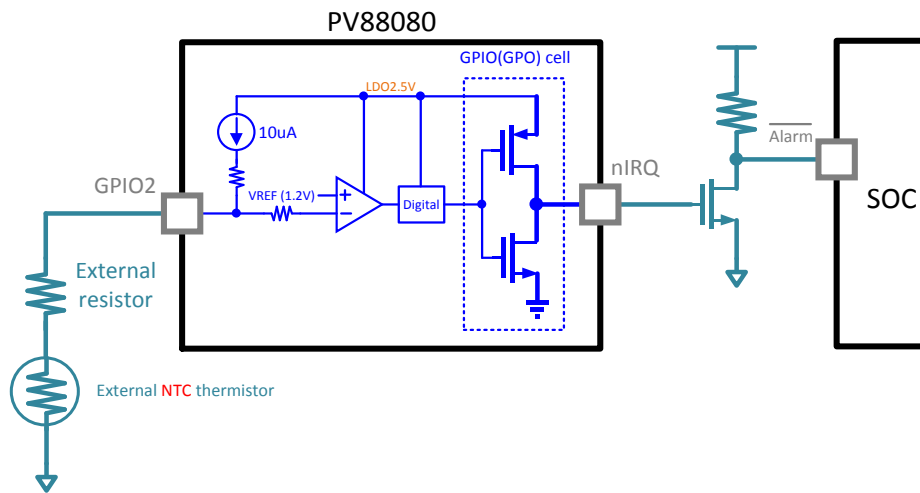 PV88080
GPIO(GPO) cell
LDO2.5V
10uA
Alarm
nIRQ
GPIO2
VREF (1.2V)
+
−
Digital
SOC
External
resistor
External NTC thermistor